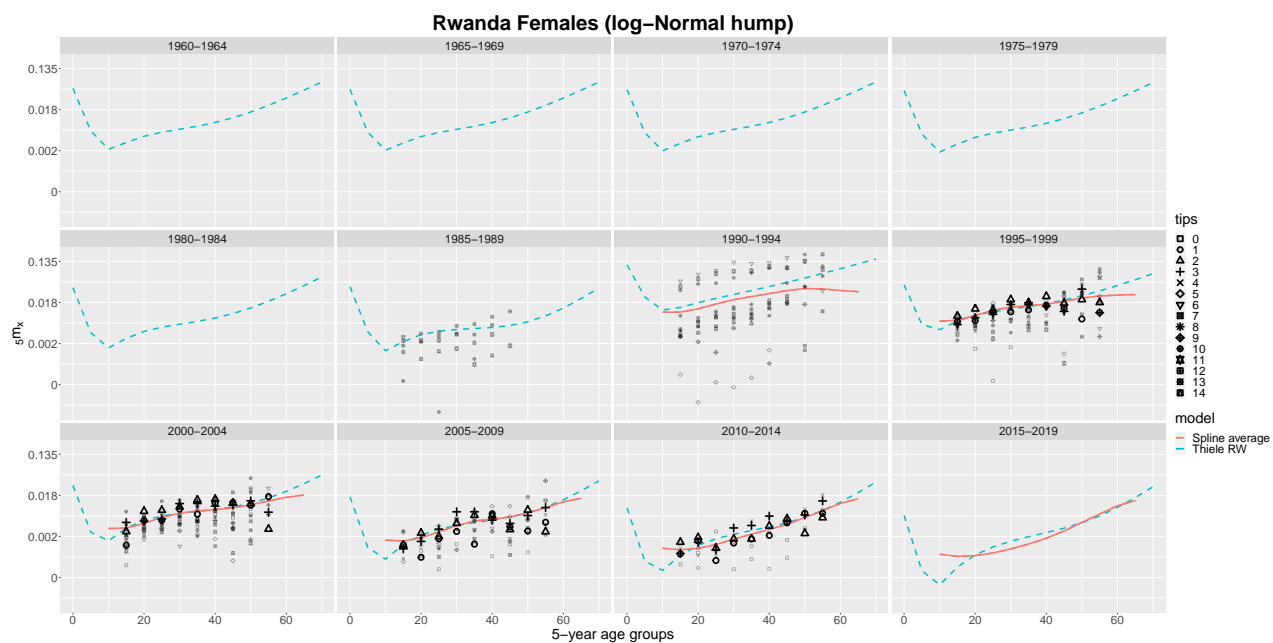 Rwanda Females (log−Normal hump)
1960−1964 1965−1969 1970−1974 1975−1979
0.135
0.018
0.002
0
1980−1984 1985−1989 1990−1994 1995−1999
0.135
0.018
0.002
0
2000−2004 2005−2009 2010−2014 2015−2019
0.135
0.018
0.002
0
0 20 40 60 0 20 40 60 0 20 40 60 0 20 40 60
5−year age groups
5mx
tips
0
1
2
3
4
5
6
7
8
9
10
11
12
13
14
model
Spline average
Thiele RW